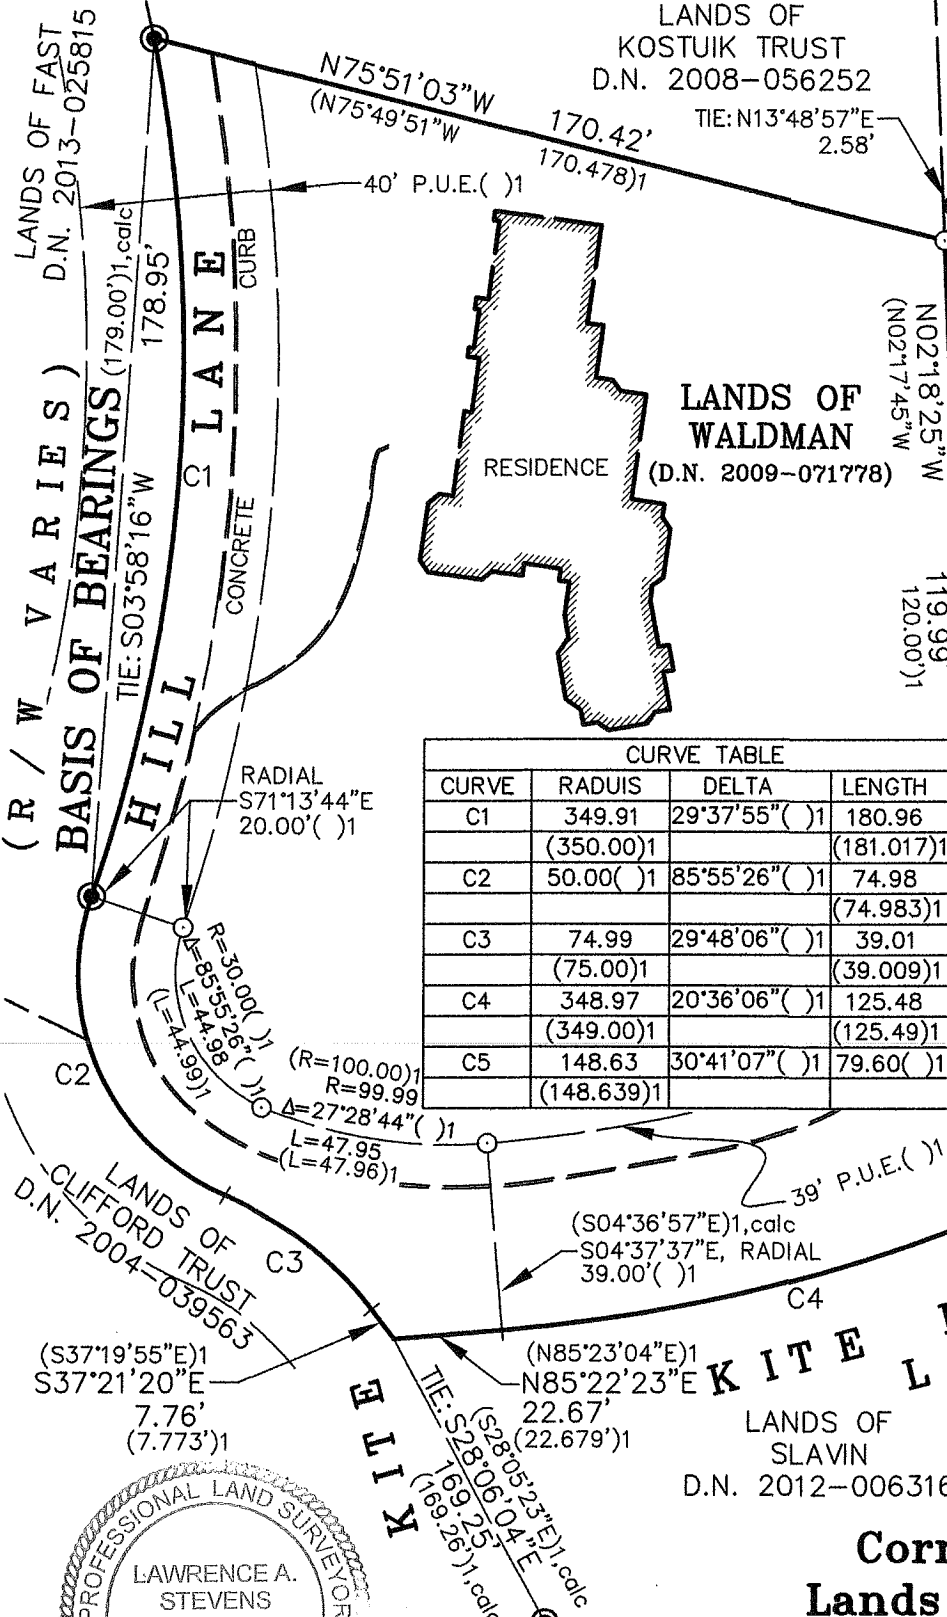 LANDS OF
KOSTUIK TRUST
D.N. 2008-056252
TIE: N13°48'57"E
2.58'
N75°51'03"W
170.42'
(N75°49'51"W
170.478)1
LANDS OF FAST
D.N. 2013-025815
40' P.U.E.( )1
(179.00')1,calc
178.95'
TIE: S03°58'16"W
BASIS OF BEARINGS
(R/W VARIES)
HILL LANE
C1
CONCRETE CURB
RESIDENCE
LANDS OF
WALDMAN
(D.N. 2009-071778)
N02°18'25"W
(N02°17'45"W
119.99
120.00')1
RADIAL
S71°13'44"E
20.00'( )1
CURVE TABLE
CURVE RADUIS DELTA LENGTH
C1 349.91 29°37'55"( )1 180.96
(350.00)1 (181.017)1
C2 50.00( )1 85°55'26"( )1 74.98
(74.983)1
C3 74.99 29°48'06"( )1 39.01
(75.00)1 (39.009)1
C4 348.97 20°36'06"( )1 125.48
(349.00)1 (125.49)1
C5 148.63 30°41'07"( )1 79.60( )1
(148.639)1
R=30.00( )1
Δ=85°55'26"( )1
L=44.98
(L=44.99)1
(R=100.00)1
R=99.99
Δ=27°28'44"( )1
L=47.95
(L=47.96)1
C2
39' P.U.E.( )1
LANDS OF
CLIFFORD TRUST
D.N. 2004-039563
C3
(S04°36'57"E)1,calc
S04°37'37"E, RADIAL
39.00'( )1
C4
(S37°19'55"E)1
S37°21'20"E
7.76'
(7.773')1
(N85°23'04"E)1
N85°22'23"E
22.67'
(22.679')1
KITE
KITE
L
(S28°05'23"E)1,calc
TIE: S28°06'04"E
169.25'
(169.26')1,calc
LANDS OF
SLAVIN
D.N. 2012-006316
PROFESSIONAL LAND SURVEYOR
LAWRENCE A.
STEVENS
Corn
Lands